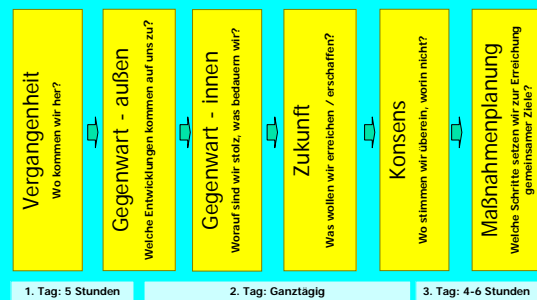 Vergangenheit
Wo kommen wir her?
Gegenwart - außen
Welche Entwicklungen kommen auf uns zu?
Gegenwart - innen
Worauf sind wir stolz, was bedauern wir?
Zukunft
Was wollen wir erreichen / erschaffen?
Konsens
Wo stimmen wir überein, worin nicht?
Maßnahmenplanung
Welche Schritte setzen wir zur Erreichung
gemeinsamer Ziele?
1. Tag: 5 Stunden
2. Tag: Ganztägig
3. Tag: 4-6 Stunden